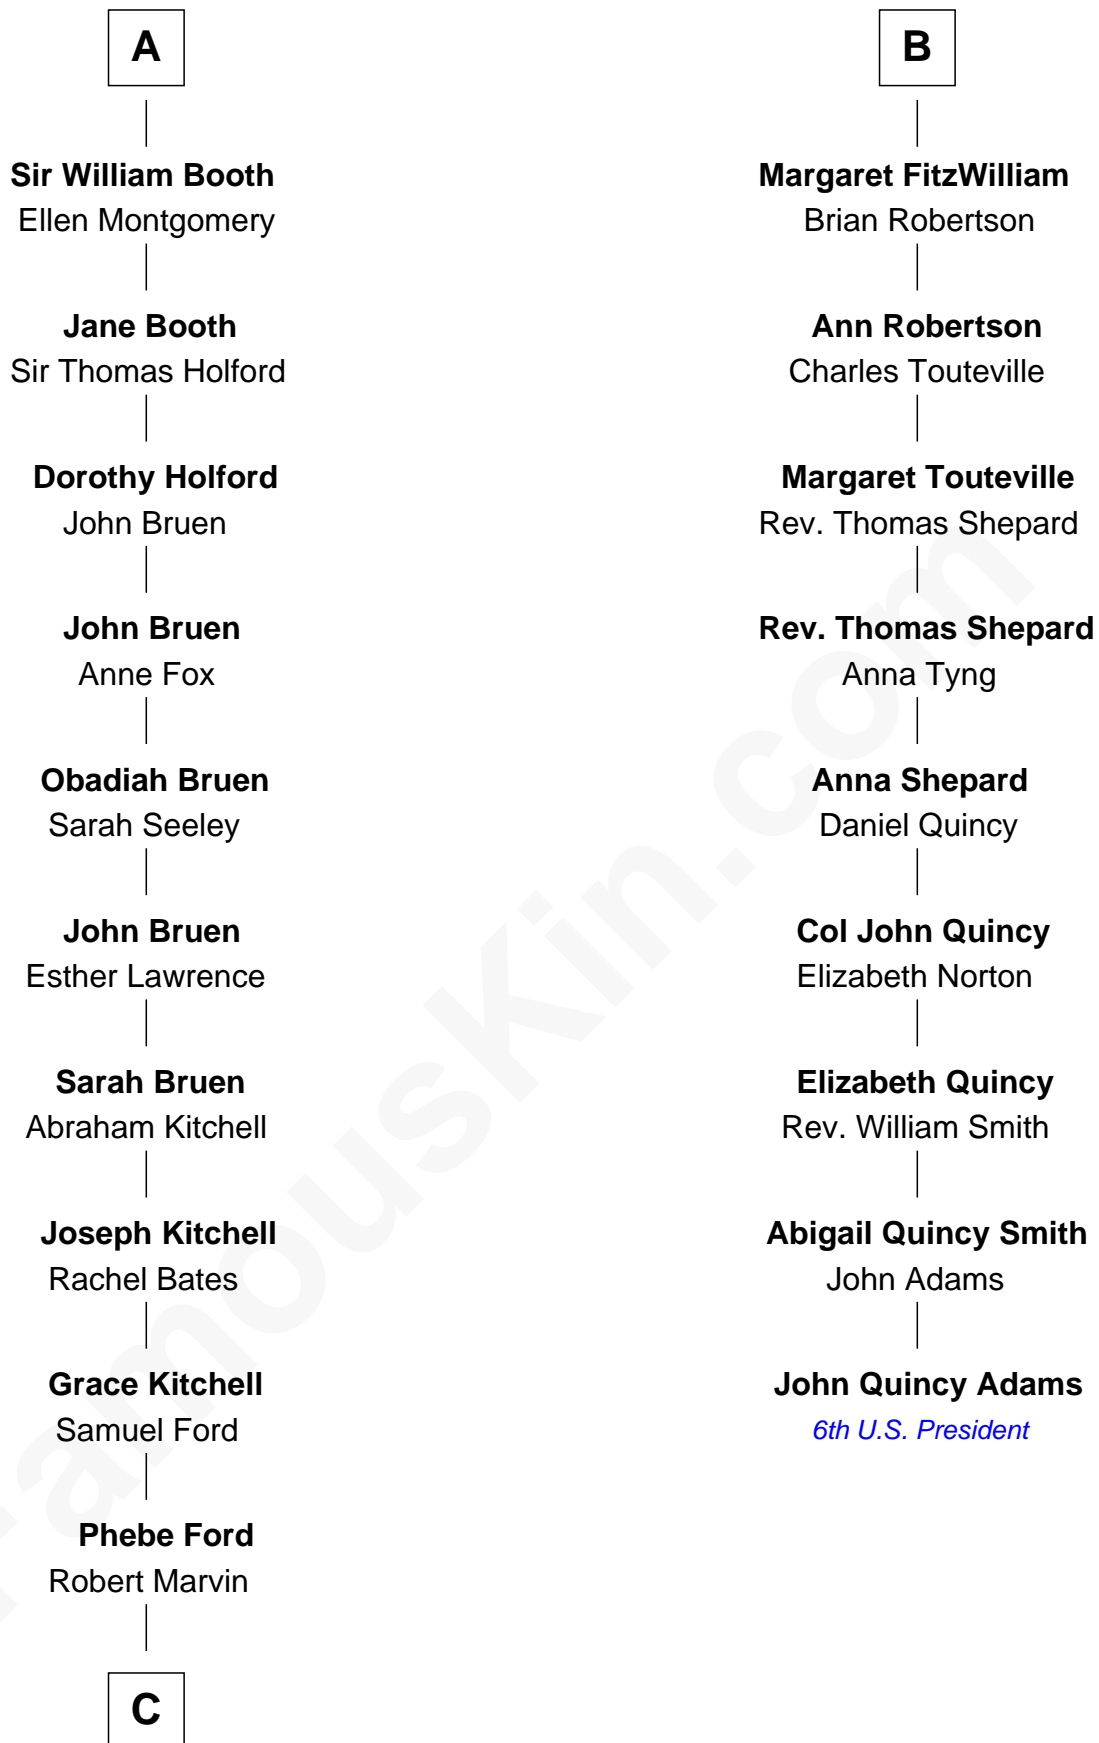 A
Sir William Booth
Ellen Montgomery
Jane Booth
Sir Thomas Holford
Dorothy Holford
John Bruen
John Bruen
Anne Fox
Obadiah Bruen
Sarah Seeley
John Bruen
Esther Lawrence
Sarah Bruen
Abraham Kitchell
Joseph Kitchell
Rachel Bates
Grace Kitchell
Samuel Ford
Phebe Ford
Robert Marvin
C
B
Margaret FitzWilliam
Brian Robertson
Ann Robertson
Charles Touteville
Margaret Touteville
Rev. Thomas Shepard
Rev. Thomas Shepard
Anna Tyng
Anna Shepard
Daniel Quincy
Col John Quincy
Elizabeth Norton
Elizabeth Quincy
Rev. William Smith
Abigail Quincy Smith
John Adams
John Quincy Adams
6th U.S. President
FamousKin.com